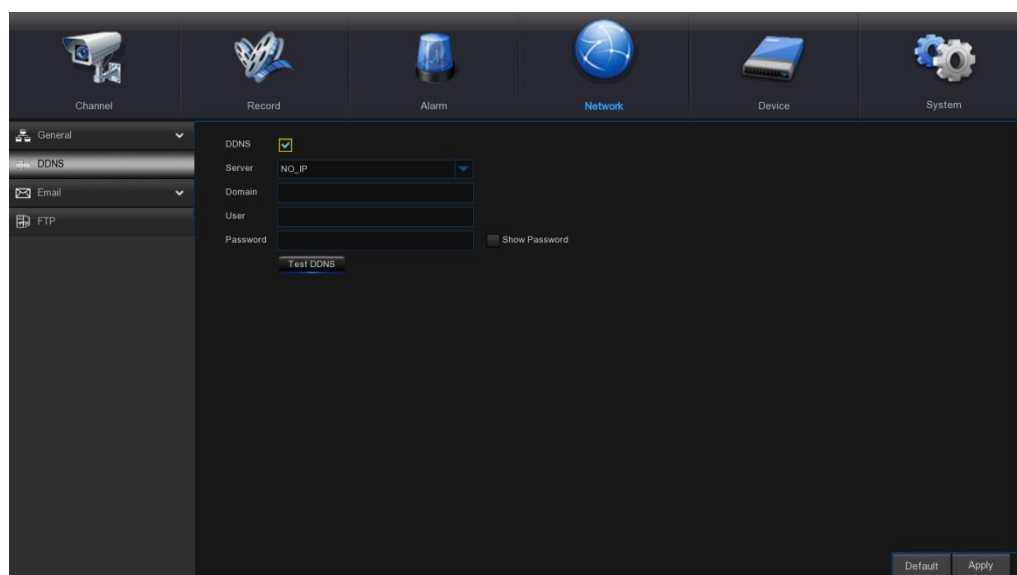 Channel Record Alarm Network Device System
General
DDNS
Email
FTP
DDNS
Server NO_IP
Domain
User
Password Show Password
Test DDNS
Default Apply